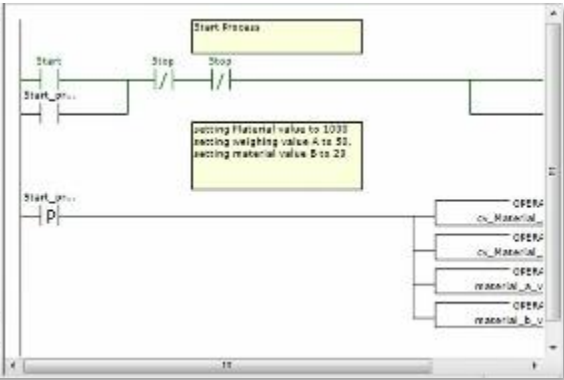 Start Process
Start
Stop
Stop
Start_pr...
setting Material value to 1000
setting weighing value A to 50.
setting material value B to 20
Start_pr...
P
OPERA
cv_Material_
OPERA
cv_Material_
OPERA
material_a_v
OPERA
material_b_v